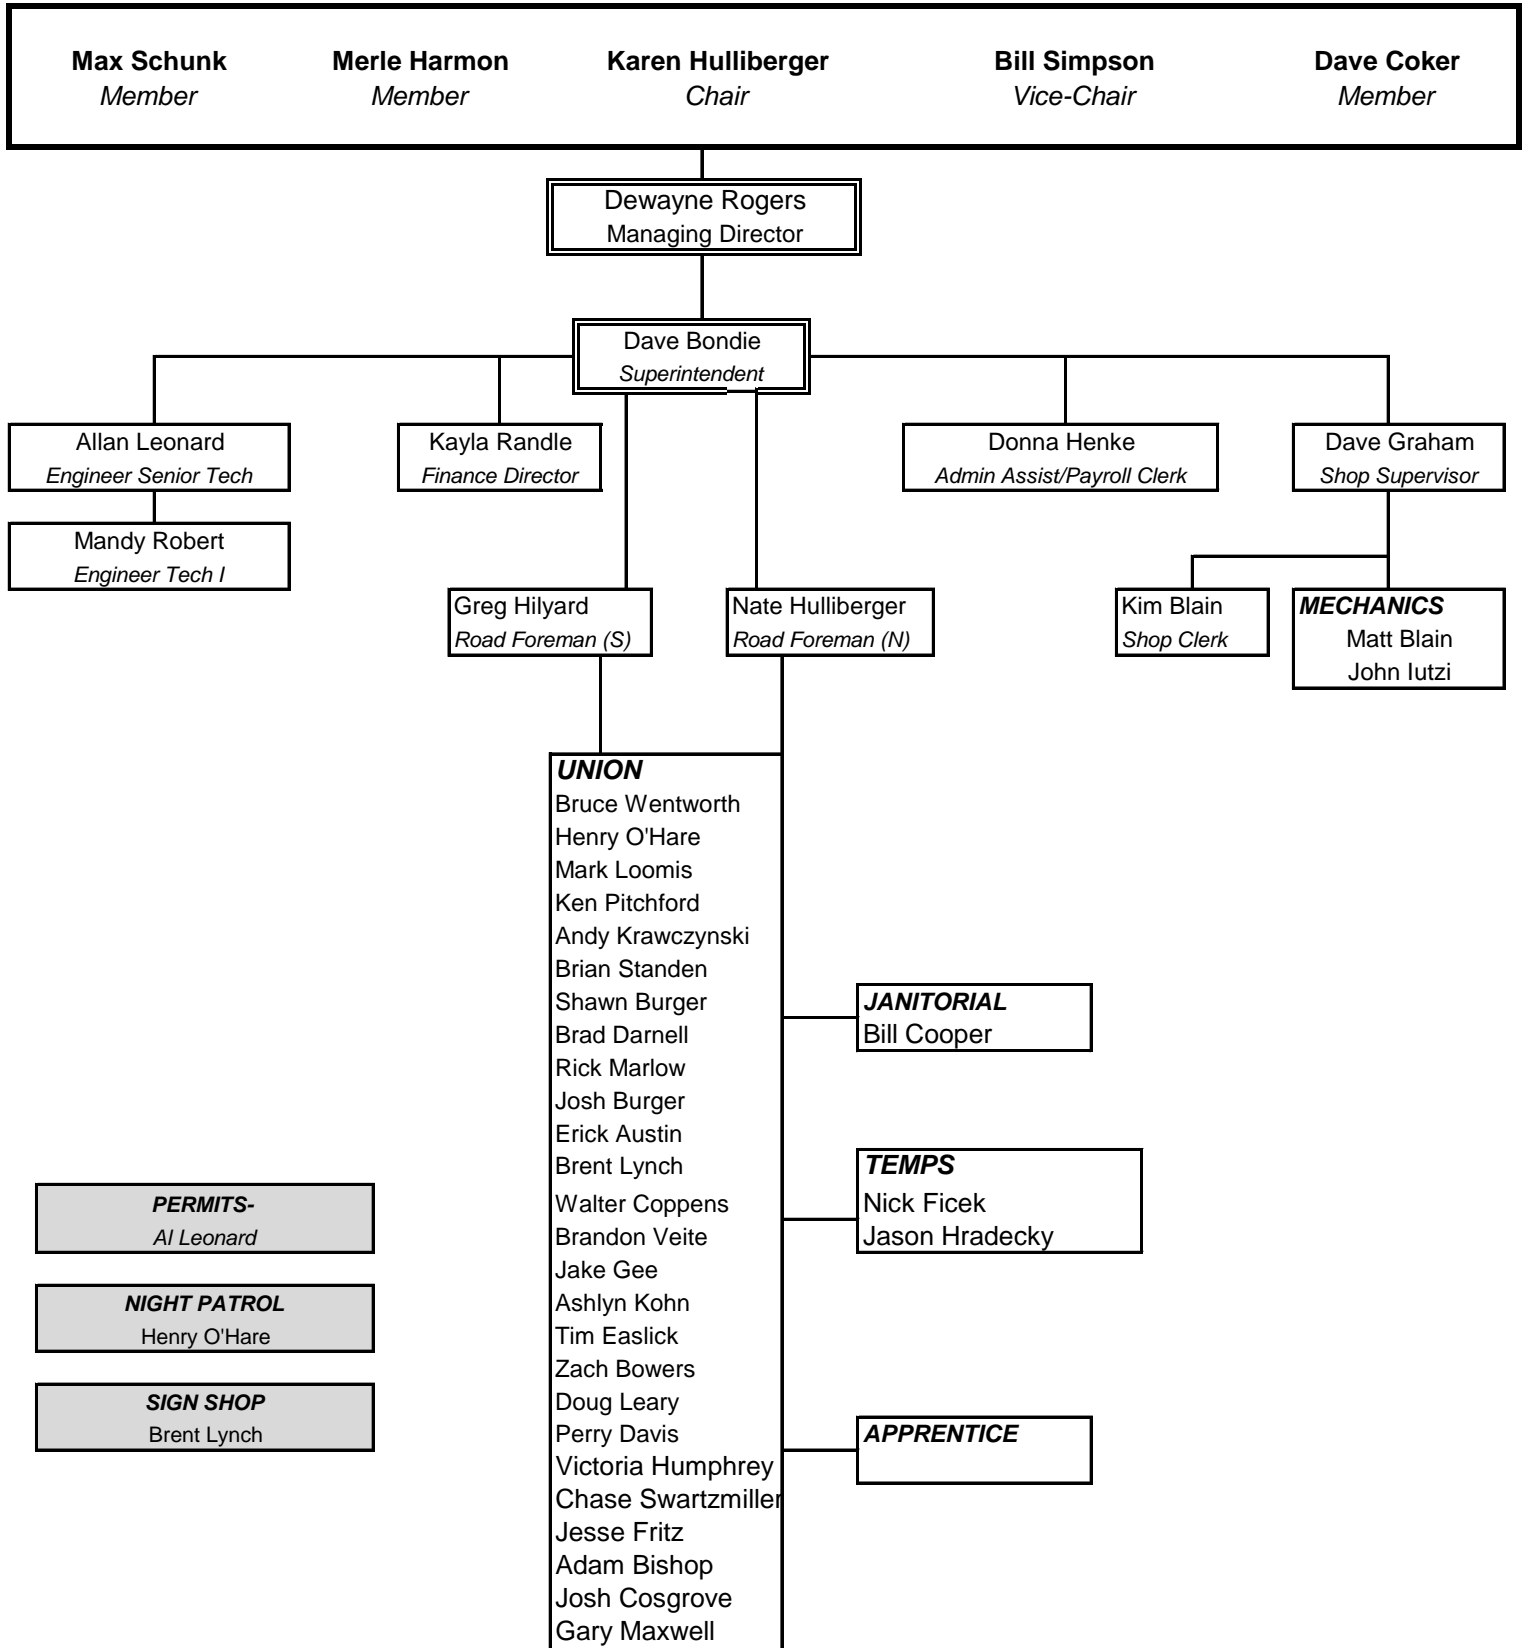 Max Schunk
Member
Merle Harmon
Member
Karen Hulliberger
Chair
Bill Simpson
Vice-Chair
Dave Coker
Member
Dewayne Rogers
Managing Director
Dave Bondie
Superintendent
Allan Leonard
Engineer Senior Tech
Kayla Randle
Finance Director
Donna Henke
Admin Assist/Payroll Clerk
Dave Graham
Shop Supervisor
Mandy Robert
Engineer Tech I
Greg Hilyard
Road Foreman (S)
Nate Hulliberger
Road Foreman (N)
Kim Blain
Shop Clerk
MECHANICS
Matt Blain
John Iutzi
UNION
Bruce Wentworth
Henry O'Hare
Mark Loomis
Ken Pitchford
Andy Krawczynski
Brian Standen
Shawn Burger
Brad Darnell
Rick Marlow
Josh Burger
Erick Austin
Brent Lynch
Walter Coppens
Brandon Veite
Jake Gee
Ashlyn Kohn
Tim Easlick
Zach Bowers
Doug Leary
Perry Davis
Victoria Humphrey
Chase Swartzmiller
Jesse Fritz
Adam Bishop
Josh Cosgrove
Gary Maxwell
JANITORIAL
Bill Cooper
TEMPS
Nick Ficek
Jason Hradecky
APPRENTICE
PERMITS-
Al Leonard
NIGHT PATROL
Henry O'Hare
SIGN SHOP
Brent Lynch